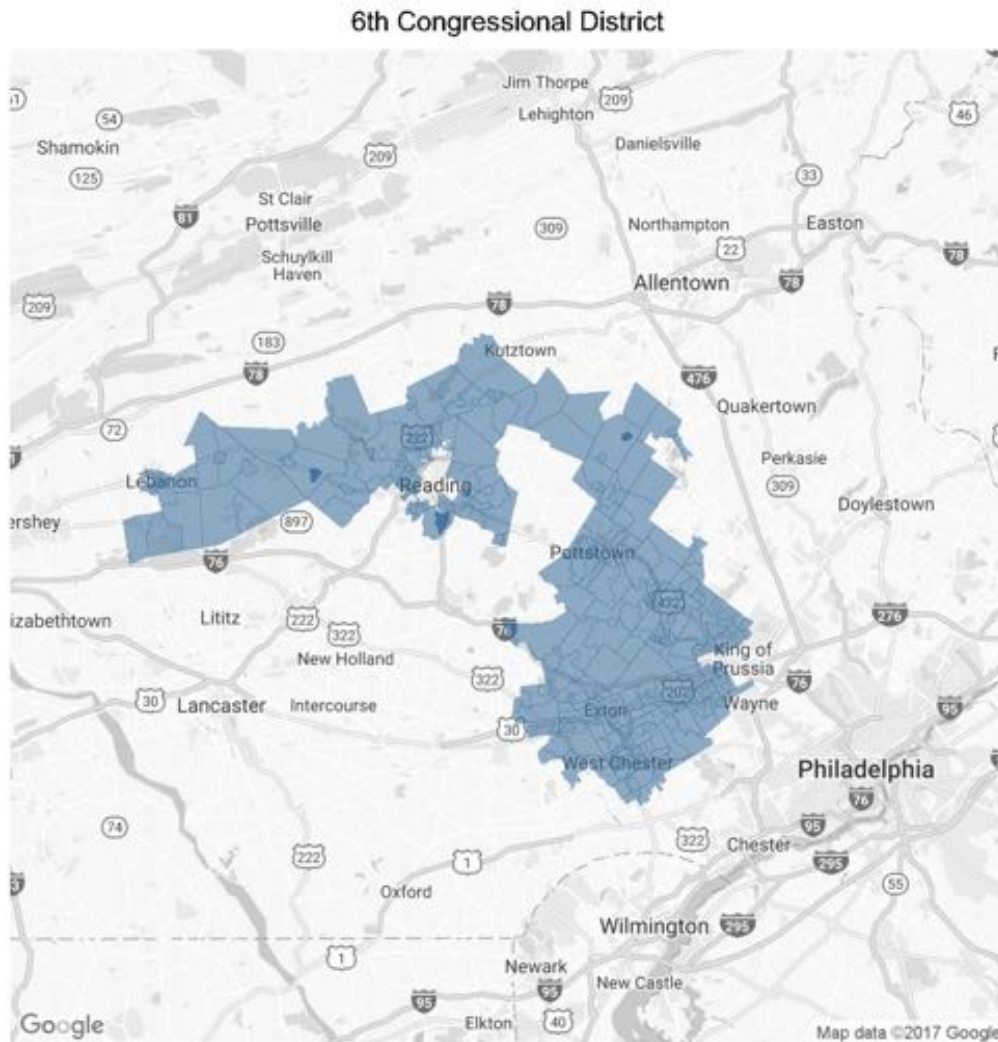 6th Congressional District
Jim Thorpe
209
Lehighton
54
46
Shamokin
209
Danielsville
125
33
St Clair
81
Pottsville
309
Northampton
Easton
22
Schuylkill
Haven
78
78
Allentown
78
209
78
183
Kutztown
78
476
Quakertown
72
222
Perkasie
Lebanon
Reading
309
Doylestown
ershey
897
Pottstown
76
222
422
276
izabethtown
Lititz
322
76
New Holland
King of
Prussia
322
76
30
Lancaster
Intercourse
Exton
202
Wayne
95
30
West Chester
Philadelphia
76
74
95
322
Chester
222
1
295
55
Oxford
Wilmington
295
1
Newark
95
New Castle
95
Google
Elkton
40
Map data ©2017 Google